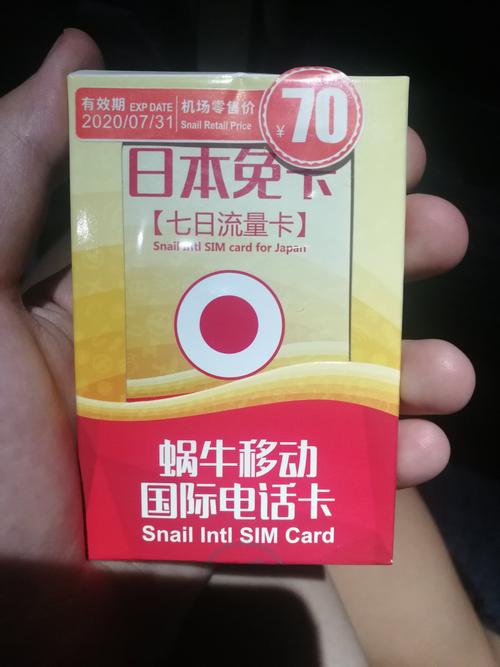 有效期 EXP DATE
2020/07/31
机场零售价
Snail Retail Price
¥70
日本免卡
【七日流量卡】
Snail Intl SIM card for Japan
蜗牛移动
国际电话卡
Snail Intl SIM Card